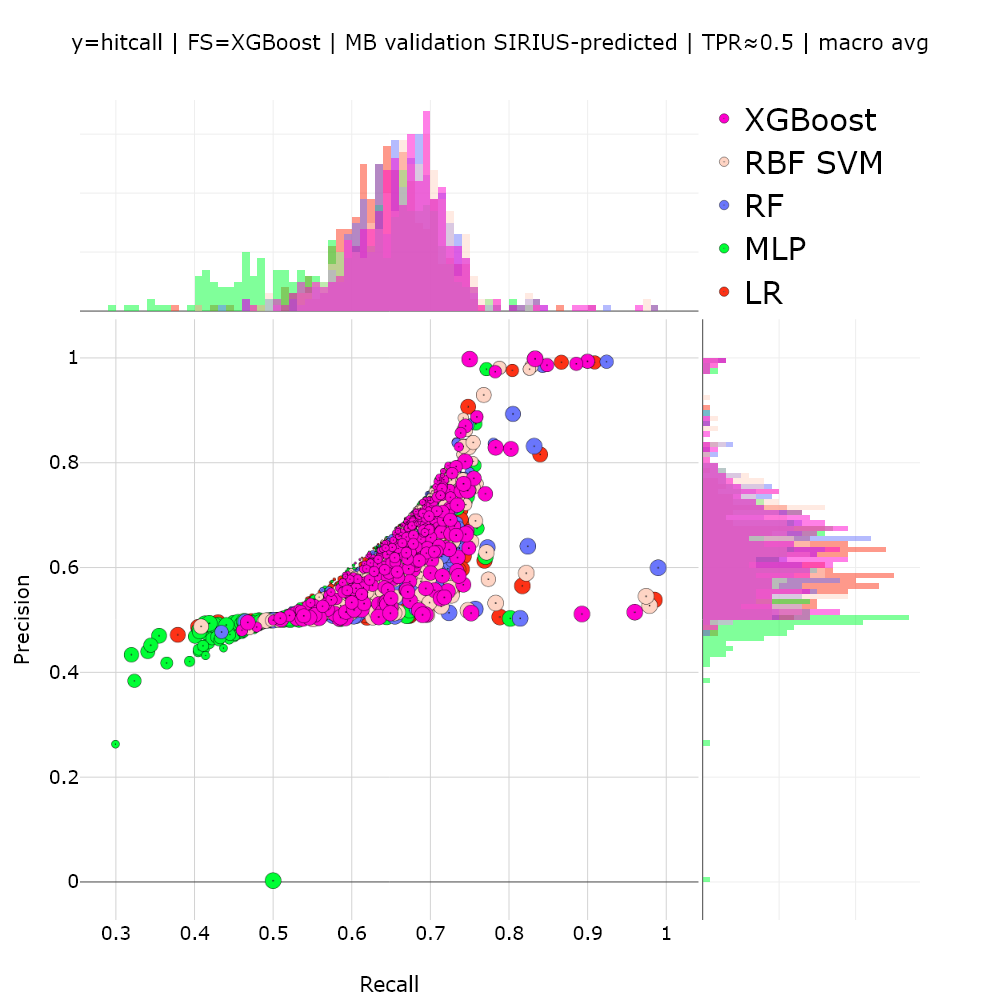 y=hitcall | FS=XGBoost | MB validation SIRIUS-predicted | TPR≈0.5 | macro avg
XGBoost
RBF SVM
RF
MLP
LR
1
0.8
0.6
0.4
0.2
0
Precision
0.3 0.4 0.5 0.6 0.7 0.8 0.9 1
Recall